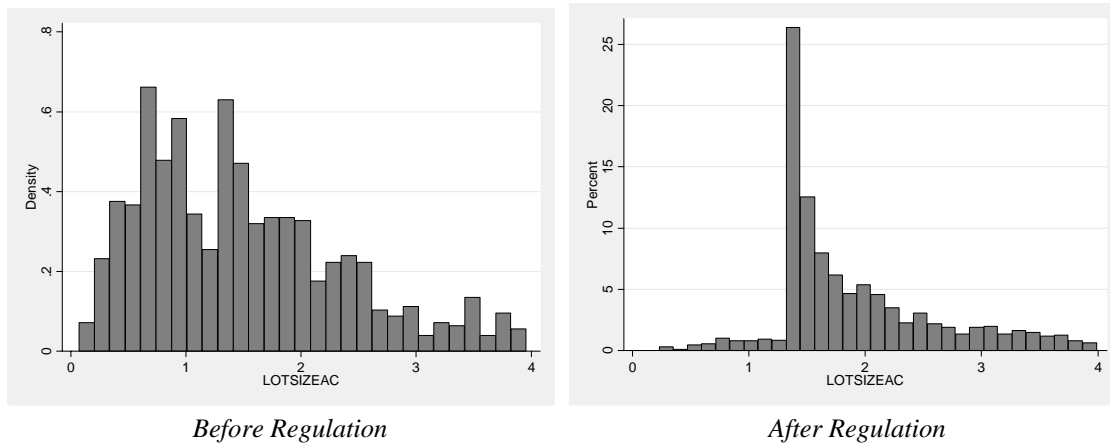 .8
.6
.4
.2
0
Density
0 1 2 3 4
LOTSIZEAC
Before Regulation
25
20
15
10
5
0
Percent
0 1 2 3 4
LOTSIZEAC
After Regulation